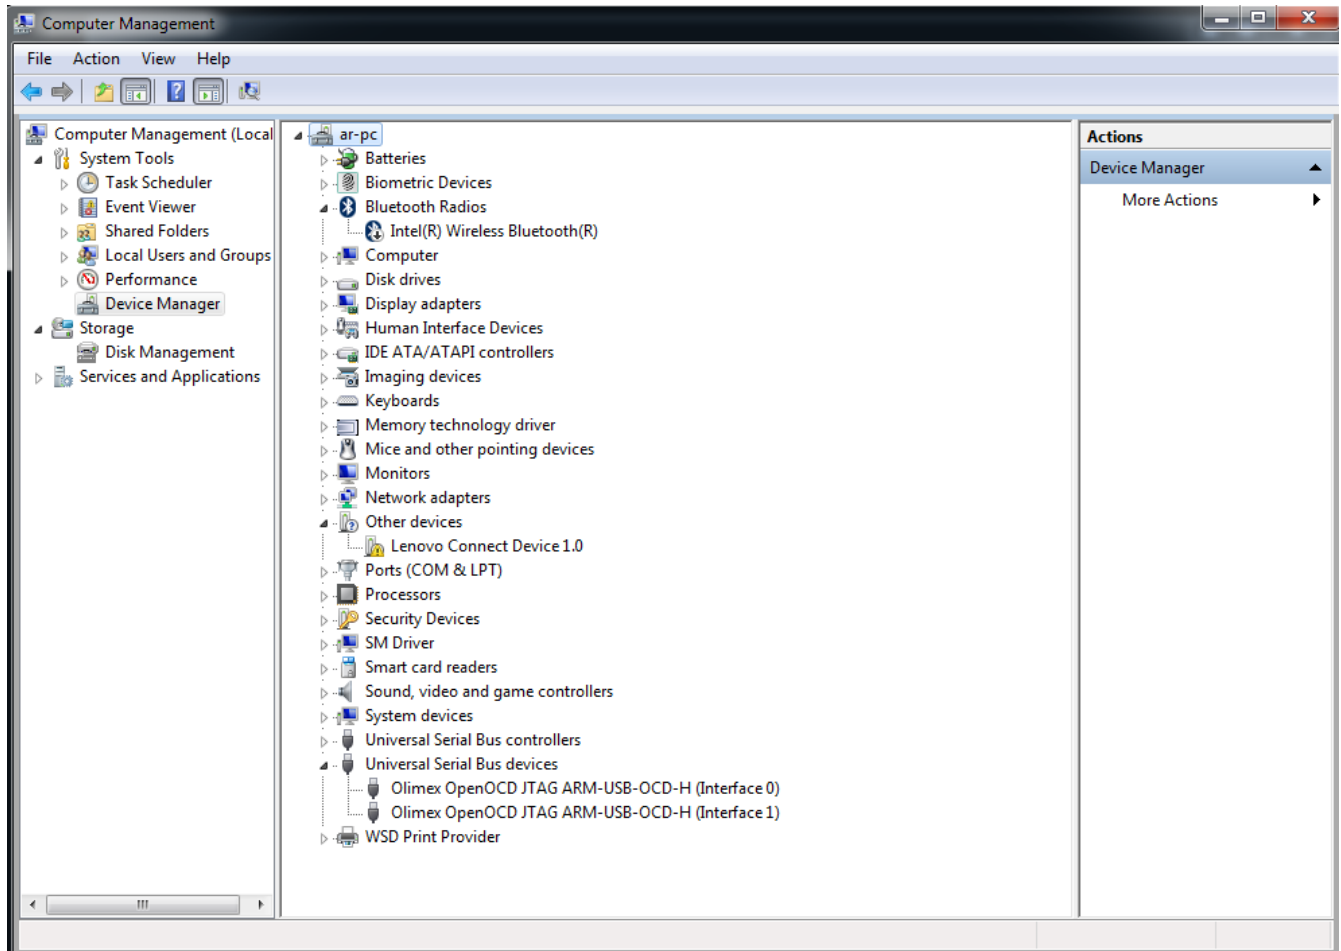 Computer Management
File Action View Help
Computer Management (Local
System Tools
Task Scheduler
Event Viewer
Shared Folders
Local Users and Groups
Performance
Device Manager
Storage
Disk Management
Services and Applications
ar-pc
Batteries
Biometric Devices
Bluetooth Radios
Intel(R) Wireless Bluetooth(R)
Computer
Disk drives
Display adapters
Human Interface Devices
IDE ATA/ATAPI controllers
Imaging devices
Keyboards
Memory technology driver
Mice and other pointing devices
Monitors
Network adapters
Other devices
Lenovo Connect Device 1.0
Ports (COM & LPT)
Processors
Security Devices
SM Driver
Smart card readers
Sound, video and game controllers
System devices
Universal Serial Bus controllers
Universal Serial Bus devices
Olimex OpenOCD JTAG ARM-USB-OCD-H (Interface 0)
Olimex OpenOCD JTAG ARM-USB-OCD-H (Interface 1)
WSD Print Provider
Actions
Device Manager
More Actions